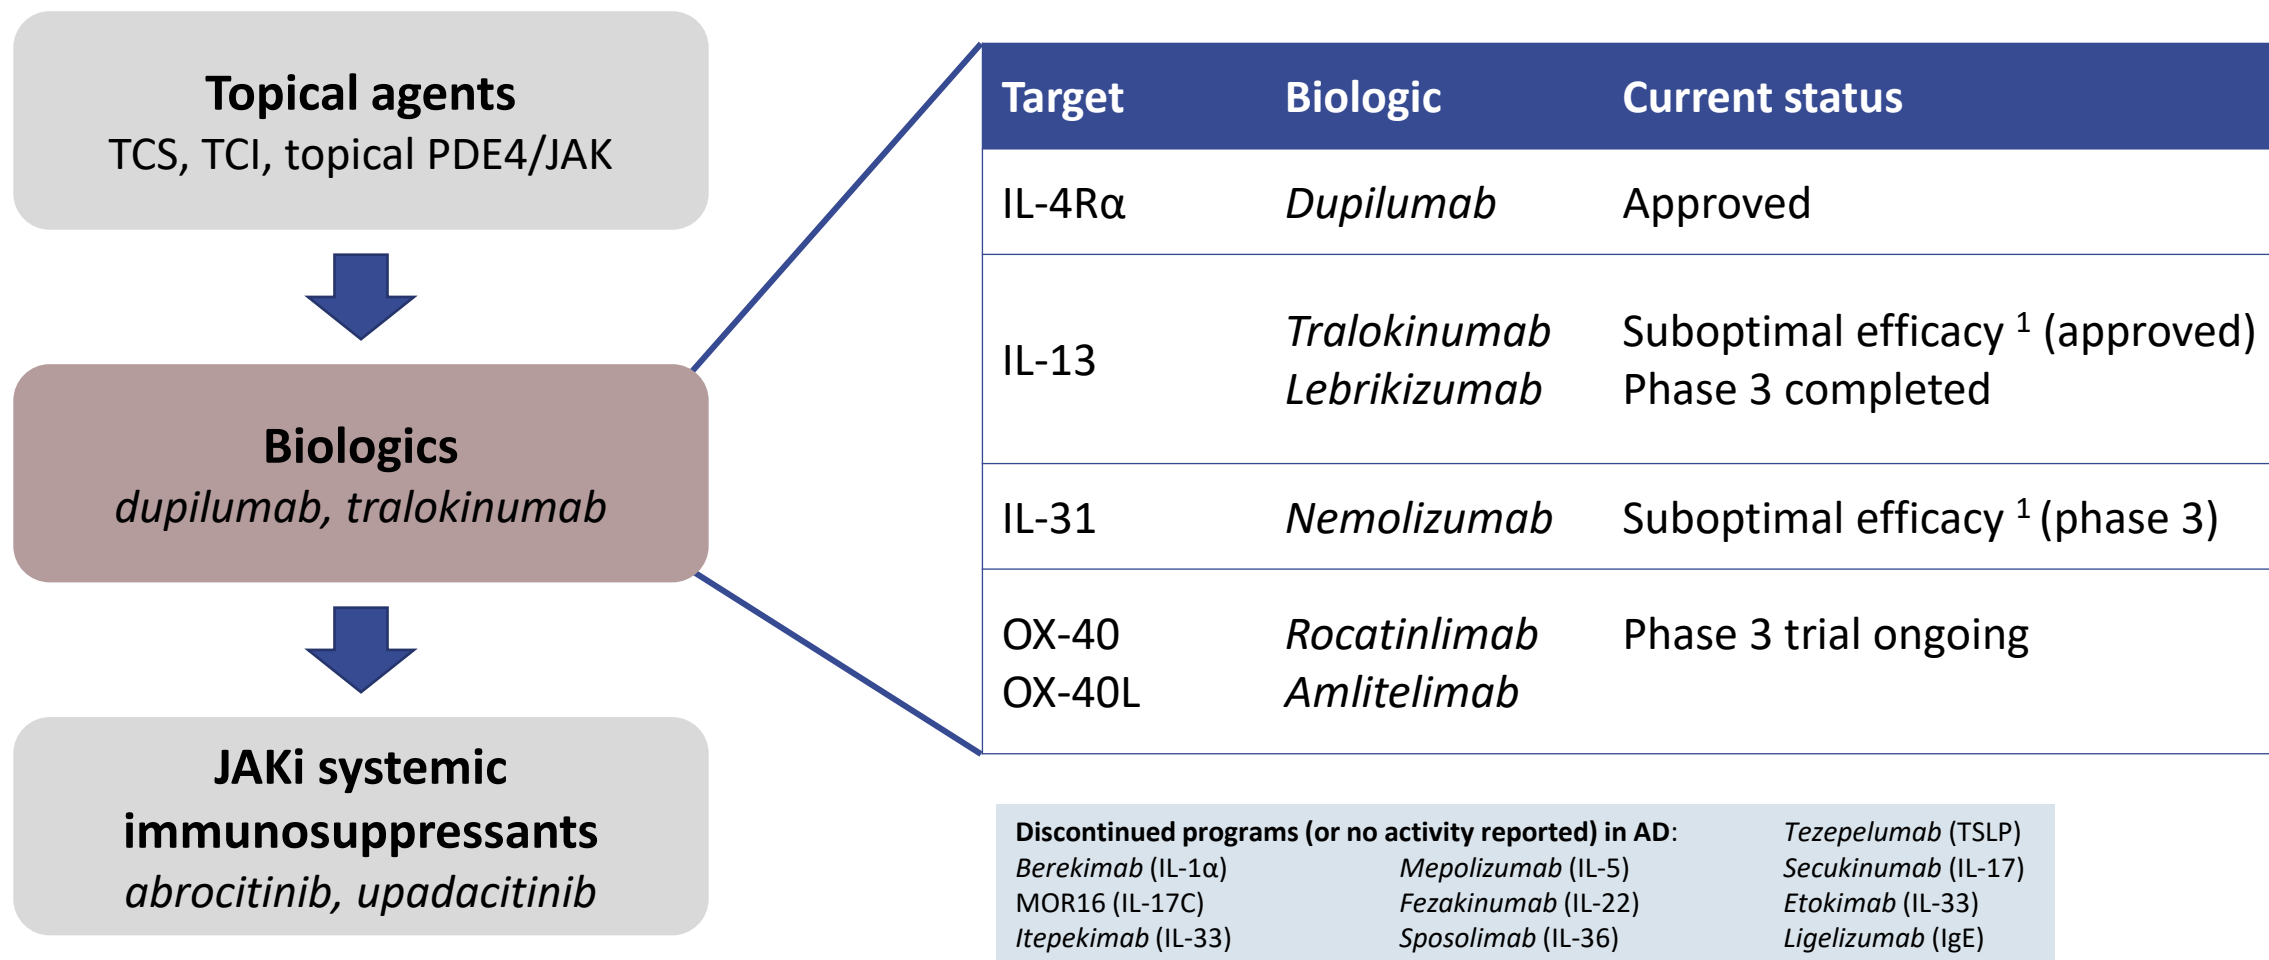 Topical agents
TCS, TCI, topical PDE4/JAK
Biologics
dupilumab, tralokinumab
JAKi systemic
immunosuppressants
abrocitinib, upadacitinib
Target Biologic Current status
IL-4Rα Dupilumab Approved
IL-13
Tralokinumab Suboptimal efficacy ¹ (approved)
Lebrikizumab Phase 3 completed
IL-31 Nemolizumab Suboptimal efficacy ¹ (phase 3)
OX-40 Rocatinlimab Phase 3 trial ongoing
OX-40L Amlitelimab
Discontinued programs (or no activity reported) in AD: Tezepelumab (TSLP)
Berekimab (IL-1α) Mepolizumab (IL-5) Secukinumab (IL-17)
MOR16 (IL-17C) Fezakinumab (IL-22) Etokimab (IL-33)
Itepekimab (IL-33) Sposolimab (IL-36) Ligelizumab (IgE)